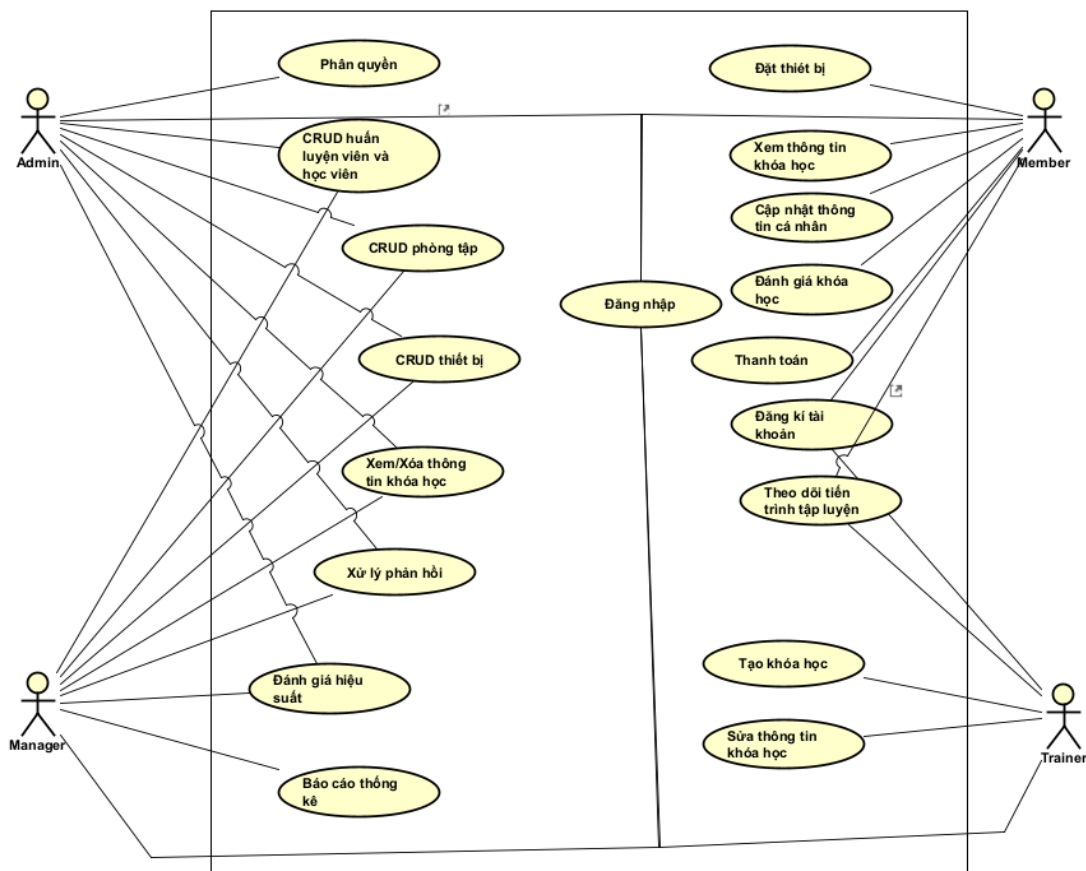 Phân quyền
Đặt thiét bị
Admin
Member
CRUD huấn
luyện viên và
học viên
Xem thông tin
khóa học
Cập nhật thông
tin cá nhân
CRUD phòng tập
Đánh giá khóa
học
Đăng nhập
CRUD thiết bị
Thanh toán
Đăng kí tài
khoản
Xem/Xóa thông
tin khóa học
Theo dõi tiến
trình tập luyện
Xử lý phản hồi
Tạo khóa học
Đánh giá hiệu
suất
Manager
Sửa thông tin
khóa học
Trainer
Báo cáo thống
kê